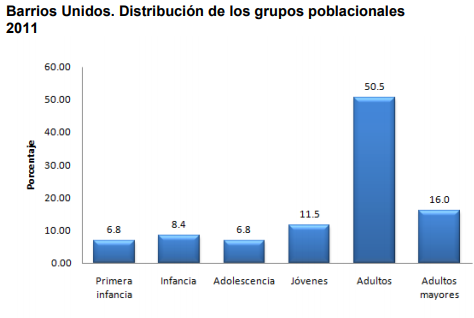 Barrios Unidos. Distribución de los grupos poblacionales
2011
60.00
50.00
40.00
30.00
20.00
10.00
0.00
Porcentaje
6.8
8.4
6.8
11.5
50.5
16.0
Primera
infancia
Infancia
Adolescencia
Jóvenes
Adultos
Adultos
mayores